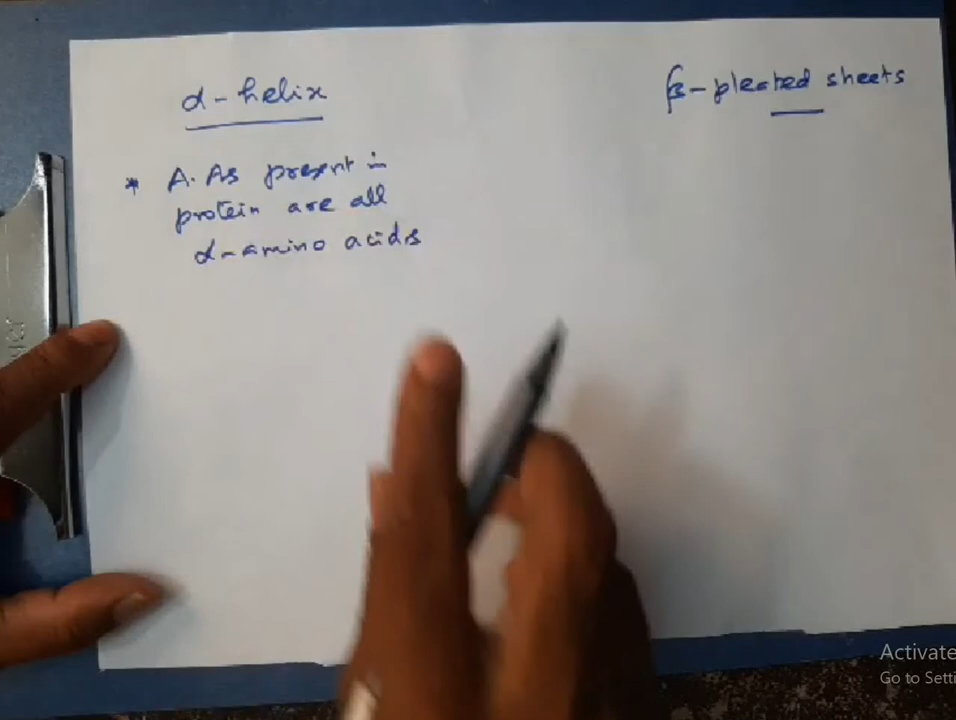 α-helix
β-pleated sheets
* A.As present in
protein are all
α-amino acids
Activate
Go to Setti